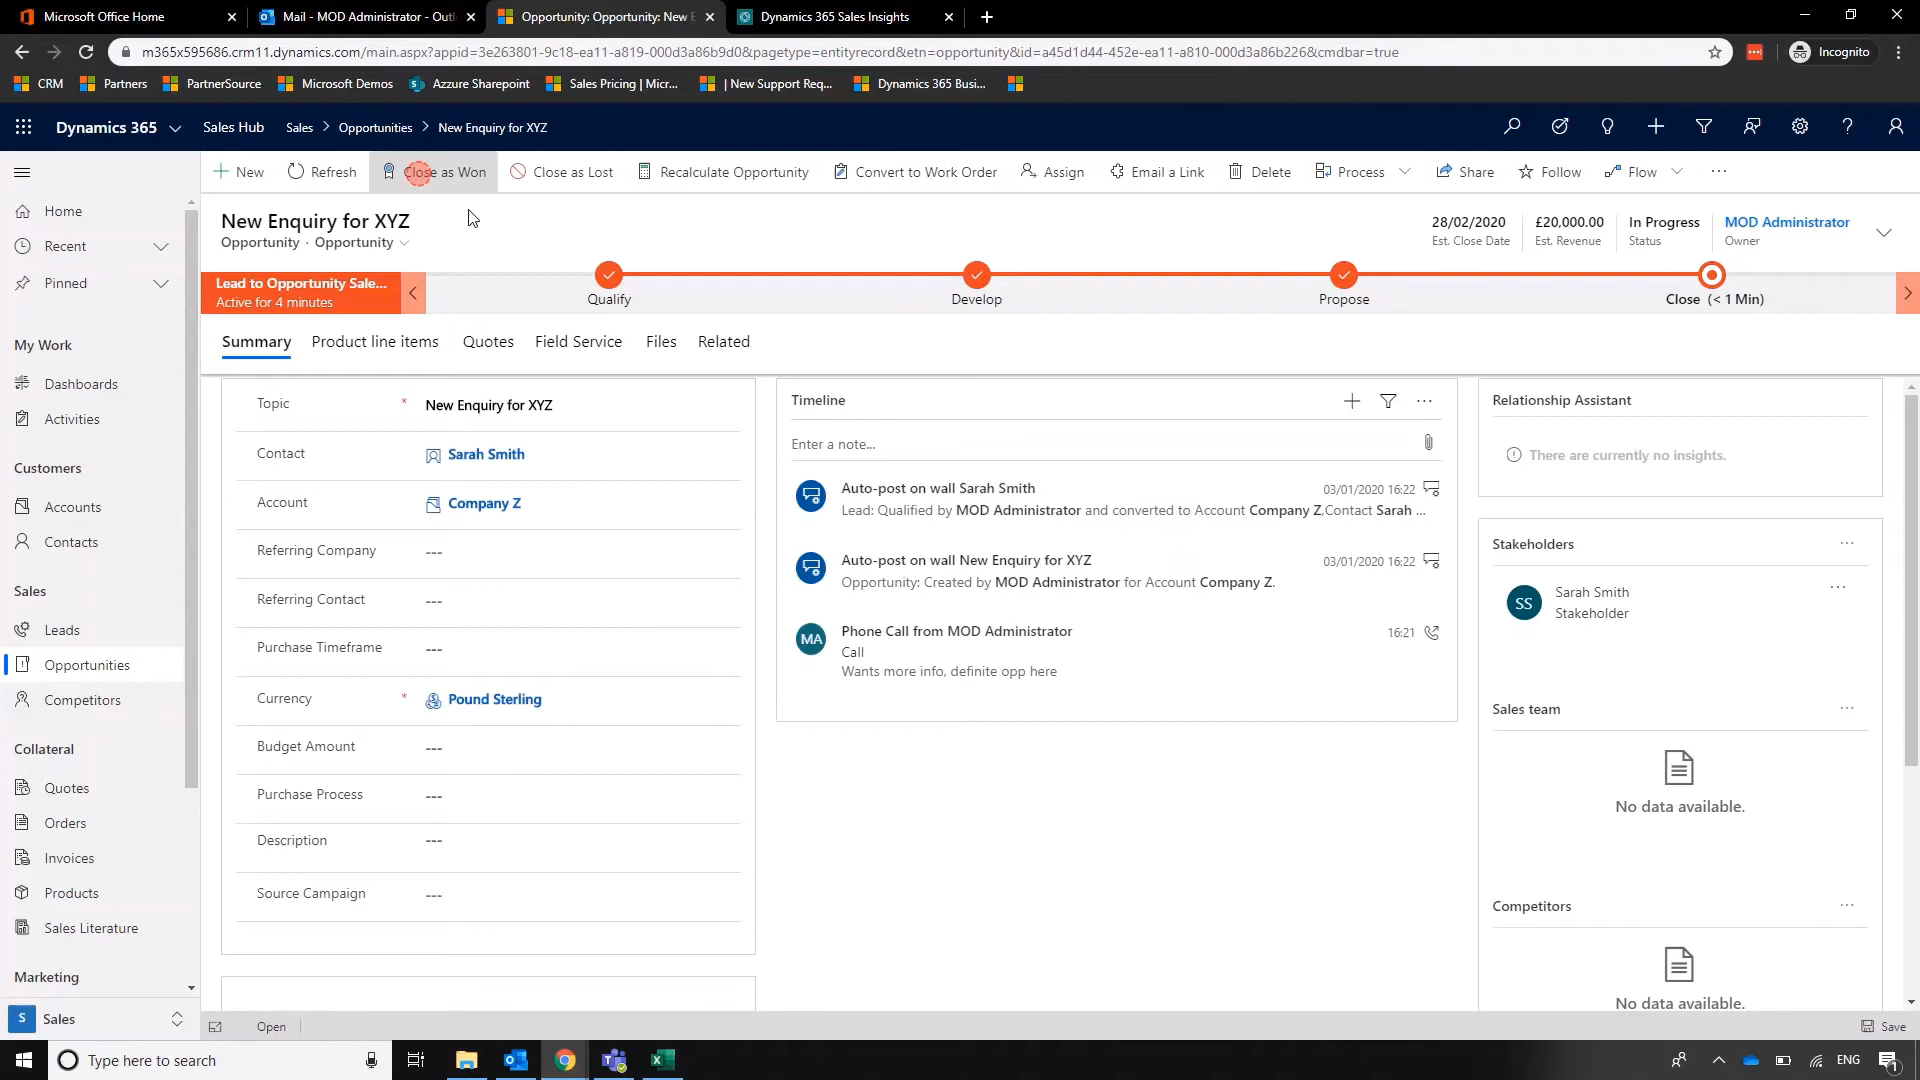 Microsoft Office Home
Mail - MOD Administrator - Outl
Opportunity: Opportunity: New E
Dynamics 365 Sales Insights
m365x595686.crm11.dynamics.com/main.aspx?appid=3e263801-9c18-ea11-a819-000d3a86b9d0&pagetype=entityrecord&etn=opportunity&id=a45d1d44-452e-ea11-a810-000d3a86b226&cmdbar=true
Incognito
CRM
Partners
PartnerSource
Microsoft Demos
Azzure Sharepoint
Sales Pricing | Micr...
| New Support Req...
Dynamics 365 Busi...
Dynamics 365
Sales Hub
Sales > Opportunities > New Enquiry for XYZ
New
Refresh
Close as Won
Close as Lost
Recalculate Opportunity
Convert to Work Order
Assign
Email a Link
Delete
Process
Share
Follow
Flow
Home
Recent
Pinned
My Work
Dashboards
Activities
Customers
Accounts
Contacts
Sales
Leads
Opportunities
Competitors
Collateral
Quotes
Orders
Invoices
Products
Sales Literature
Marketing
S
Sales
New Enquiry for XYZ
Opportunity · Opportunity
28/02/2020
Est. Close Date
£20,000.00
Est. Revenue
In Progress
Status
MOD Administrator
Owner
Lead to Opportunity Sale...
Active for 4 minutes
Qualify
Develop
Propose
Close (< 1 Min)
Summary
Product line items
Quotes
Field Service
Files
Related
Topic * New Enquiry for XYZ
Contact Sarah Smith
Account Company Z
Referring Company ---
Referring Contact ---
Purchase Timeframe ---
Currency * Pound Sterling
Budget Amount ---
Purchase Process ---
Description ---
Source Campaign ---
Timeline
Enter a note...
Auto-post on wall Sarah Smith 03/01/2020 16:22
Lead: Qualified by MOD Administrator and converted to Account Company Z.Contact Sarah ...
Auto-post on wall New Enquiry for XYZ 03/01/2020 16:22
Opportunity: Created by MOD Administrator for Account Company Z.
MA
Phone Call from MOD Administrator 16:21
Call
Wants more info, definite opp here
Relationship Assistant
There are currently no insights.
Stakeholders
SS
Sarah Smith
Stakeholder
Sales team
No data available.
Competitors
No data available.
Open
Save
Type here to search
ENG
1